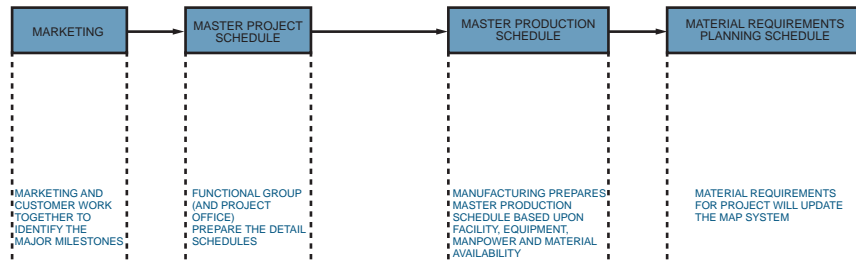 MARKETING
MASTER PROJECT
SCHEDULE
MASTER PRODUCTION
SCHEDULE
MATERIAL REQUIREMENTS
PLANNING SCHEDULE
MARKETING AND
CUSTOMER WORK
TOGETHER TO
IDENTIFY THE
MAJOR MILESTONES
FUNCTIONAL GROUP
(AND PROJECT
OFFICE)
PREPARE THE DETAIL
SCHEDULES
MANUFACTURING PREPARES
MASTER PRODUCTION
SCHEDULE BASED UPON
FACILITY, EQUIPMENT,
MANPOWER AND MATERIAL
AVAILABILITY
MATERIAL REQUIREMENTS
FOR PROJECT WILL UPDATE
THE MAP SYSTEM